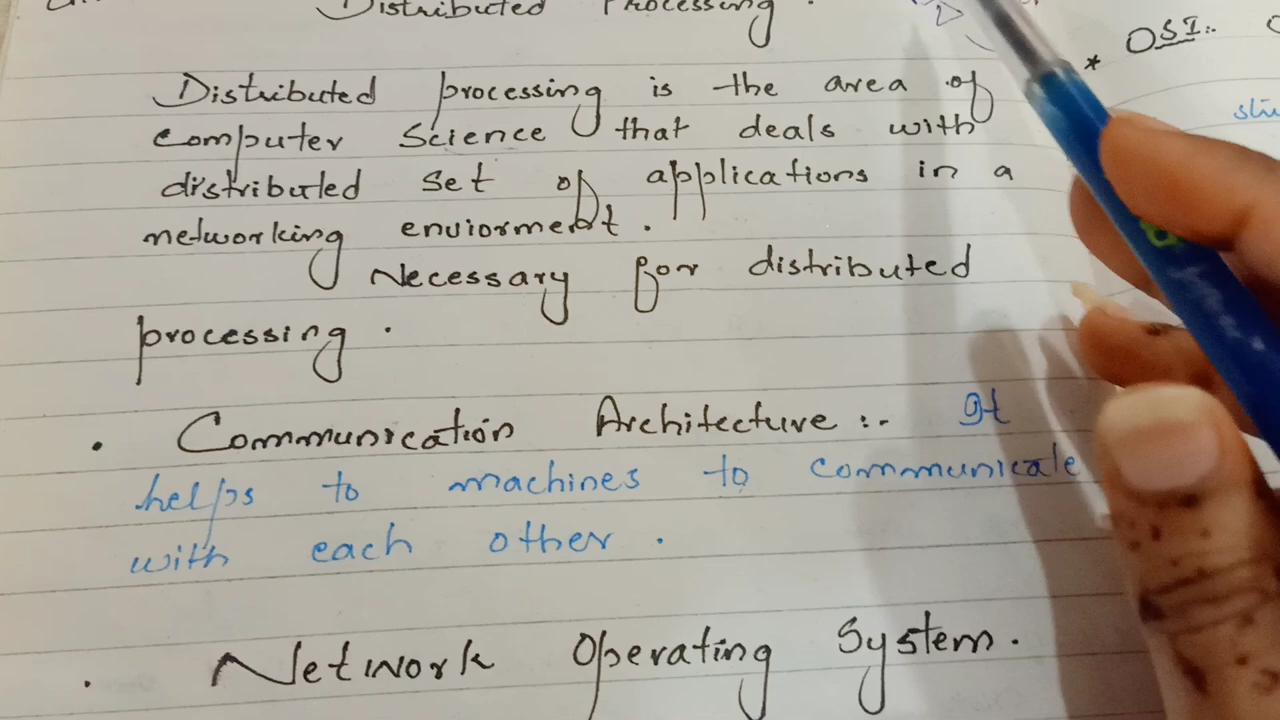 Distributed Processing.
* OSI:-
Distributed processing is the area of
computer Science that deals with
distributed set of applications in a
networking enviorment.
Necessary for distributed
processing.
• Communication Architecture :- It
helps to machines to communicate
with each other.
• Network Operating System.